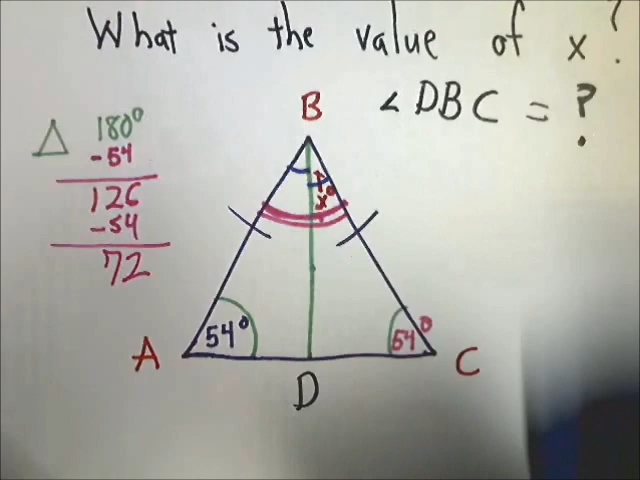 What is the value of x?
∠DBC = ?
B
△ 180°
-54
126
-54
72
x°
54°
54°
A
C
D